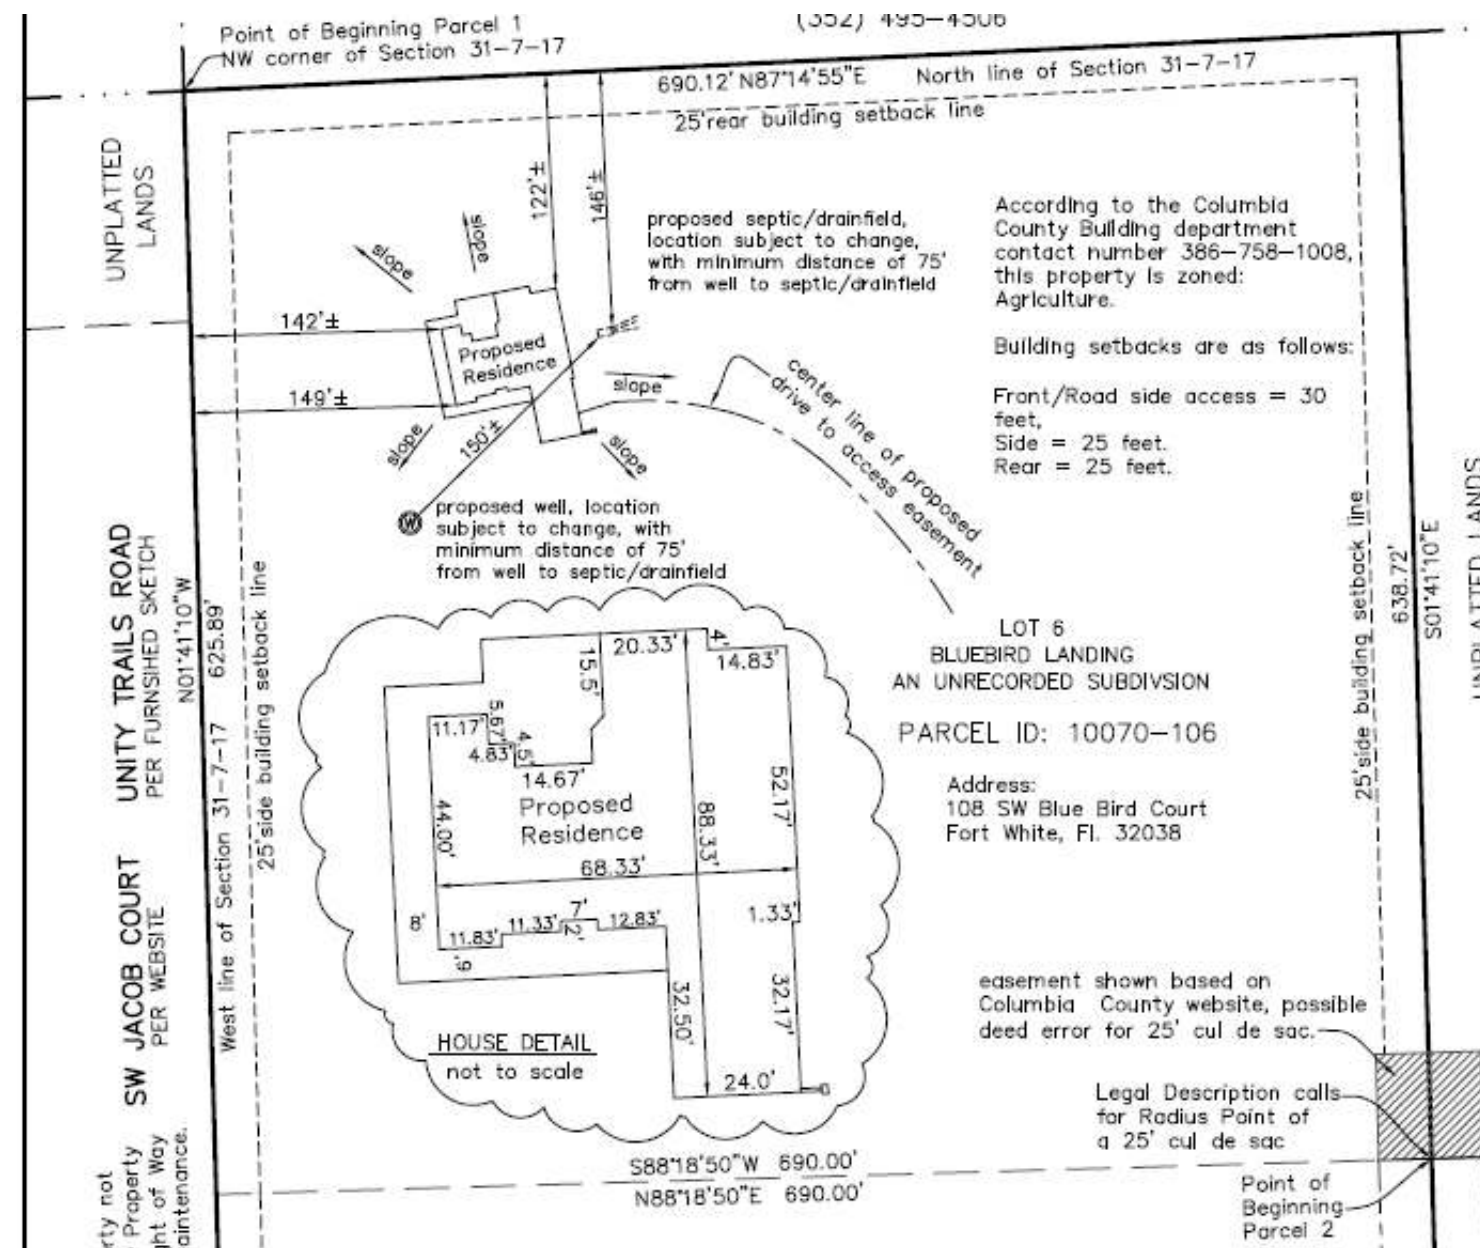 Point of Beginning Parcel 1
NW corner of Section 31-7-17
(352) 495-4506
690.12' N87°14'55"E
North line of Section 31-7-17
25'rear building setback line
UNPLATTED
LANDS
122'±
146'±
slope
slope
proposed septic/drainfield,
location subject to change,
with minimum distance of 75'
from well to septic/drainfield
According to the Columbia
County Building department
contact number 386-758-1008,
this property is zoned:
Agriculture.
Building setbacks are as follows:
Front/Road side access = 30
feet,
Side = 25 feet.
Rear = 25 feet.
142'±
149'±
Proposed
Residence
slope
slope
slope
150'±
center line of proposed
drive to access easement
W
proposed well, location
subject to change, with
minimum distance of 75'
from well to septic/drainfield
UNITY TRAILS ROAD
PER FURNSIHED SKETCH
N01°41'10"W
625.89'
West line of Section 31-7-17
25'side building setback line
SW JACOB COURT
PER WEBSITE
LOT 6
BLUEBIRD LANDING
AN UNRECORDED SUBDIVSION
PARCEL ID: 10070-106
Address:
108 SW Blue Bird Court
Fort White, Fl. 32038
25'side building setback line
638.72'
S01°41'10"E
UNPLATTED LANDS
20.33'
4'
14.83'
15.5'
11.17'
5.67'
4.83'
4.5'
14.67'
Proposed
Residence
44.00'
52.17'
88.33'
68.33'
8'
11.83'
11.33'
7'
2'
12.83'
1.33'
6'
32.50'
32.17'
24.0'
HOUSE DETAIL
not to scale
easement shown based on
Columbia County website, possible
deed error for 25' cul de sac.
Legal Description calls
for Radius Point of
a 25' cul de sac
S88°18'50"W 690.00'
N88°18'50"E 690.00'
Point of
Beginning
Parcel 2
not
Property
of Way